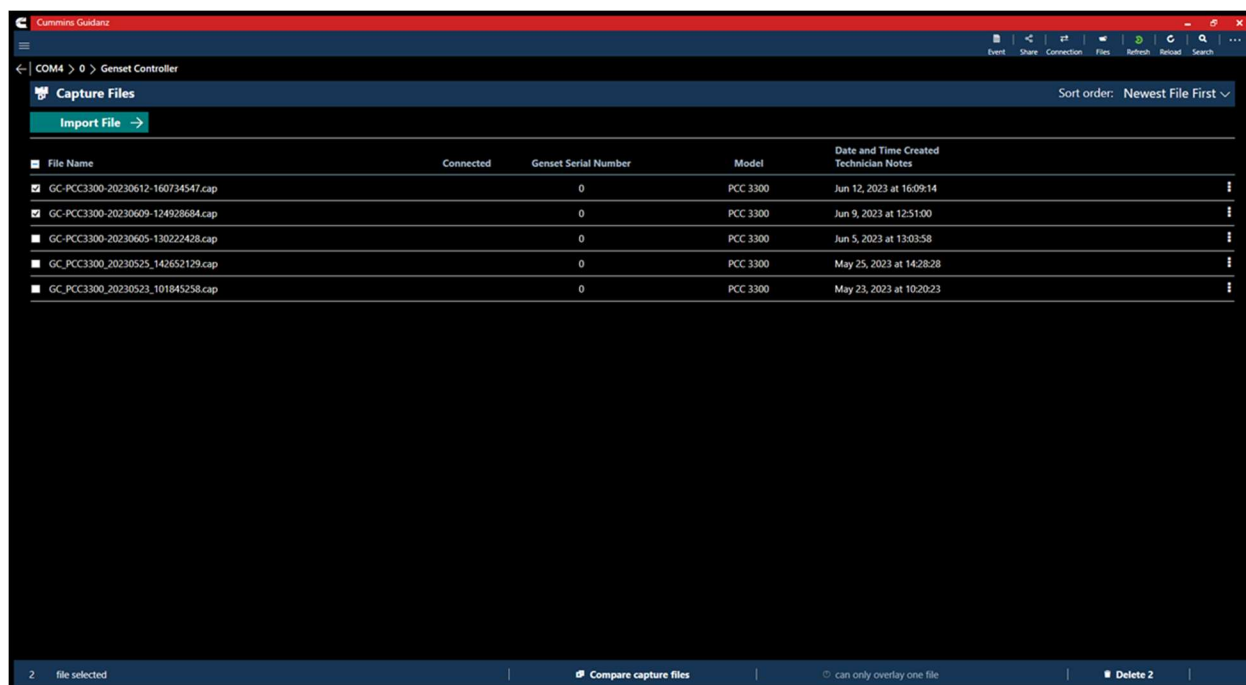 Cummins Guidanz
Event Share Connection Files Refresh Reload Search
COM4 > 0 > Genset Controller
Capture Files
Sort order: Newest File First
Import File
File Name Connected Genset Serial Number Model Date and Time Created
Technician Notes
GC-PCC3300-20230612-160734547.cap 0 PCC 3300 Jun 12, 2023 at 16:09:14
GC-PCC3300-20230609-124928684.cap 0 PCC 3300 Jun 9, 2023 at 12:51:00
GC-PCC3300-20230605-130222428.cap 0 PCC 3300 Jun 5, 2023 at 13:03:58
GC_PCC3300_20230525_142652129.cap 0 PCC 3300 May 25, 2023 at 14:28:28
GC_PCC3300_20230523_101845258.cap 0 PCC 3300 May 23, 2023 at 10:20:23
2 file selected Compare capture files can only overlay one file Delete 2